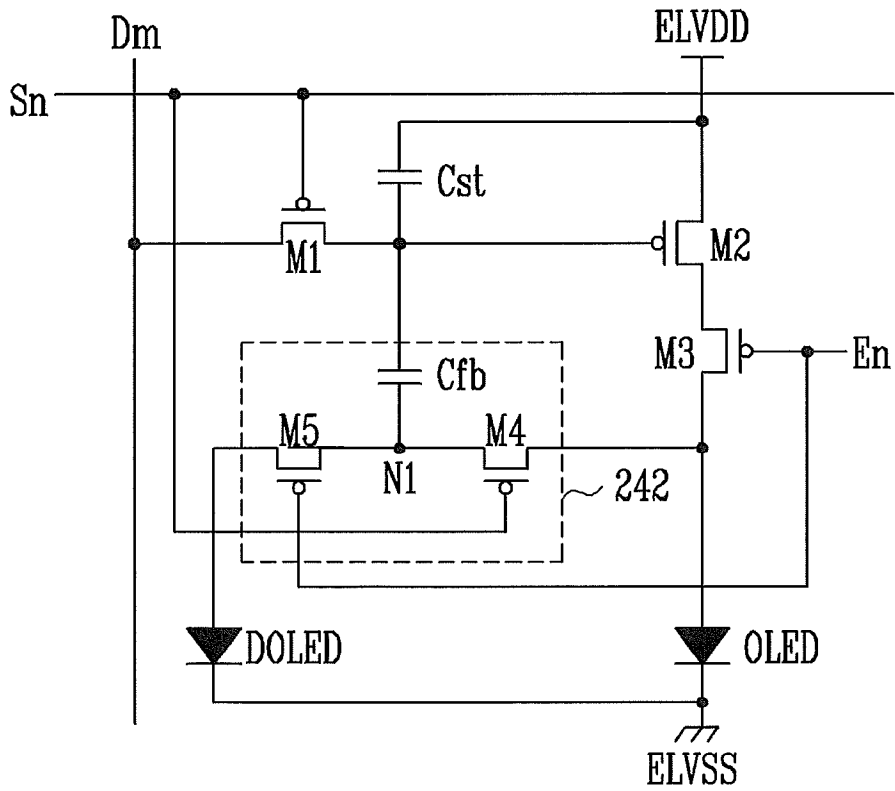 Dm
ELVDD
Sn
Cst
M1
M2
M3
En
Cfb
M5
M4
N1
242
DOLED
OLED
ELVSS